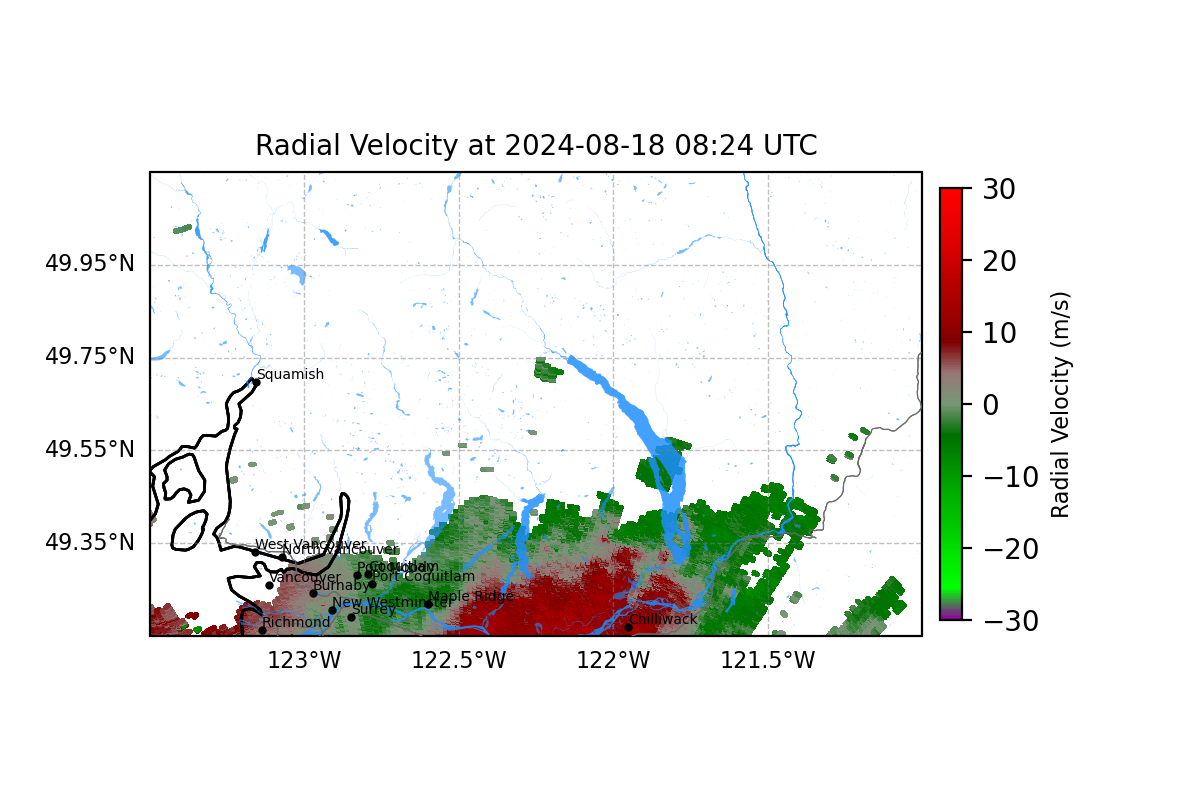 Radial Velocity at 2024-08-18 08:24 UTC
30
20
10
0
−10
−20
−30
Radial Velocity (m/s)
49.95°N
49.75°N
49.55°N
49.35°N
Squamish
West Vancouver
North Vancouver
Port Moody
Coquitlam
Vancouver
Port Coquitlam
Burnaby
Maple Ridge
New Westminster
Surrey
Richmond
Chilliwack
123°W
122.5°W
122°W
121.5°W